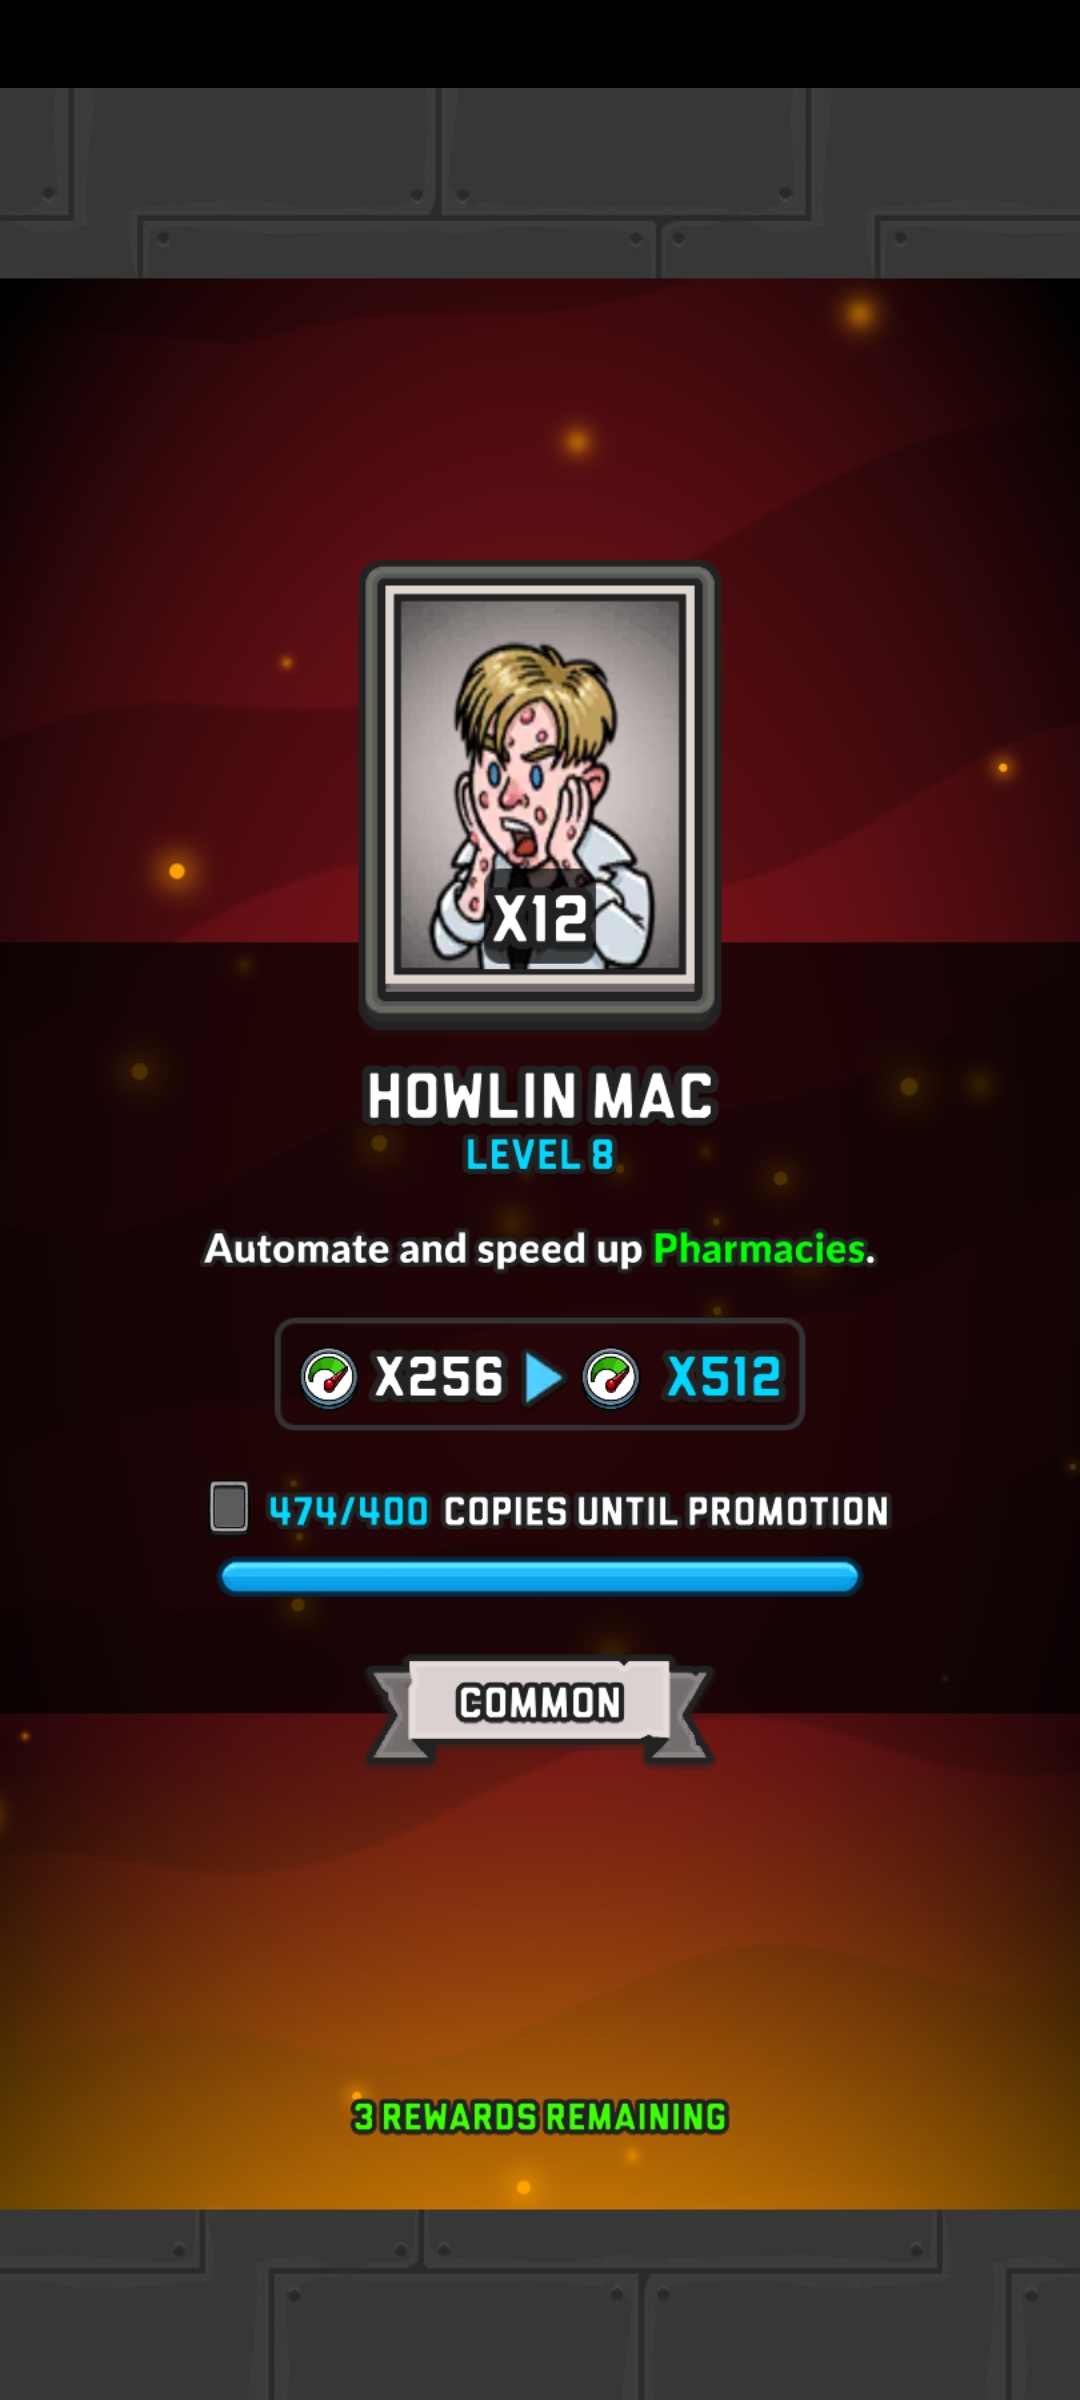 X12
HOWLIN MAC
LEVEL 8
Automate and speed up Pharmacies.
X256 X512
474/400 COPIES UNTIL PROMOTION
COMMON
3 REWARDS REMAINING